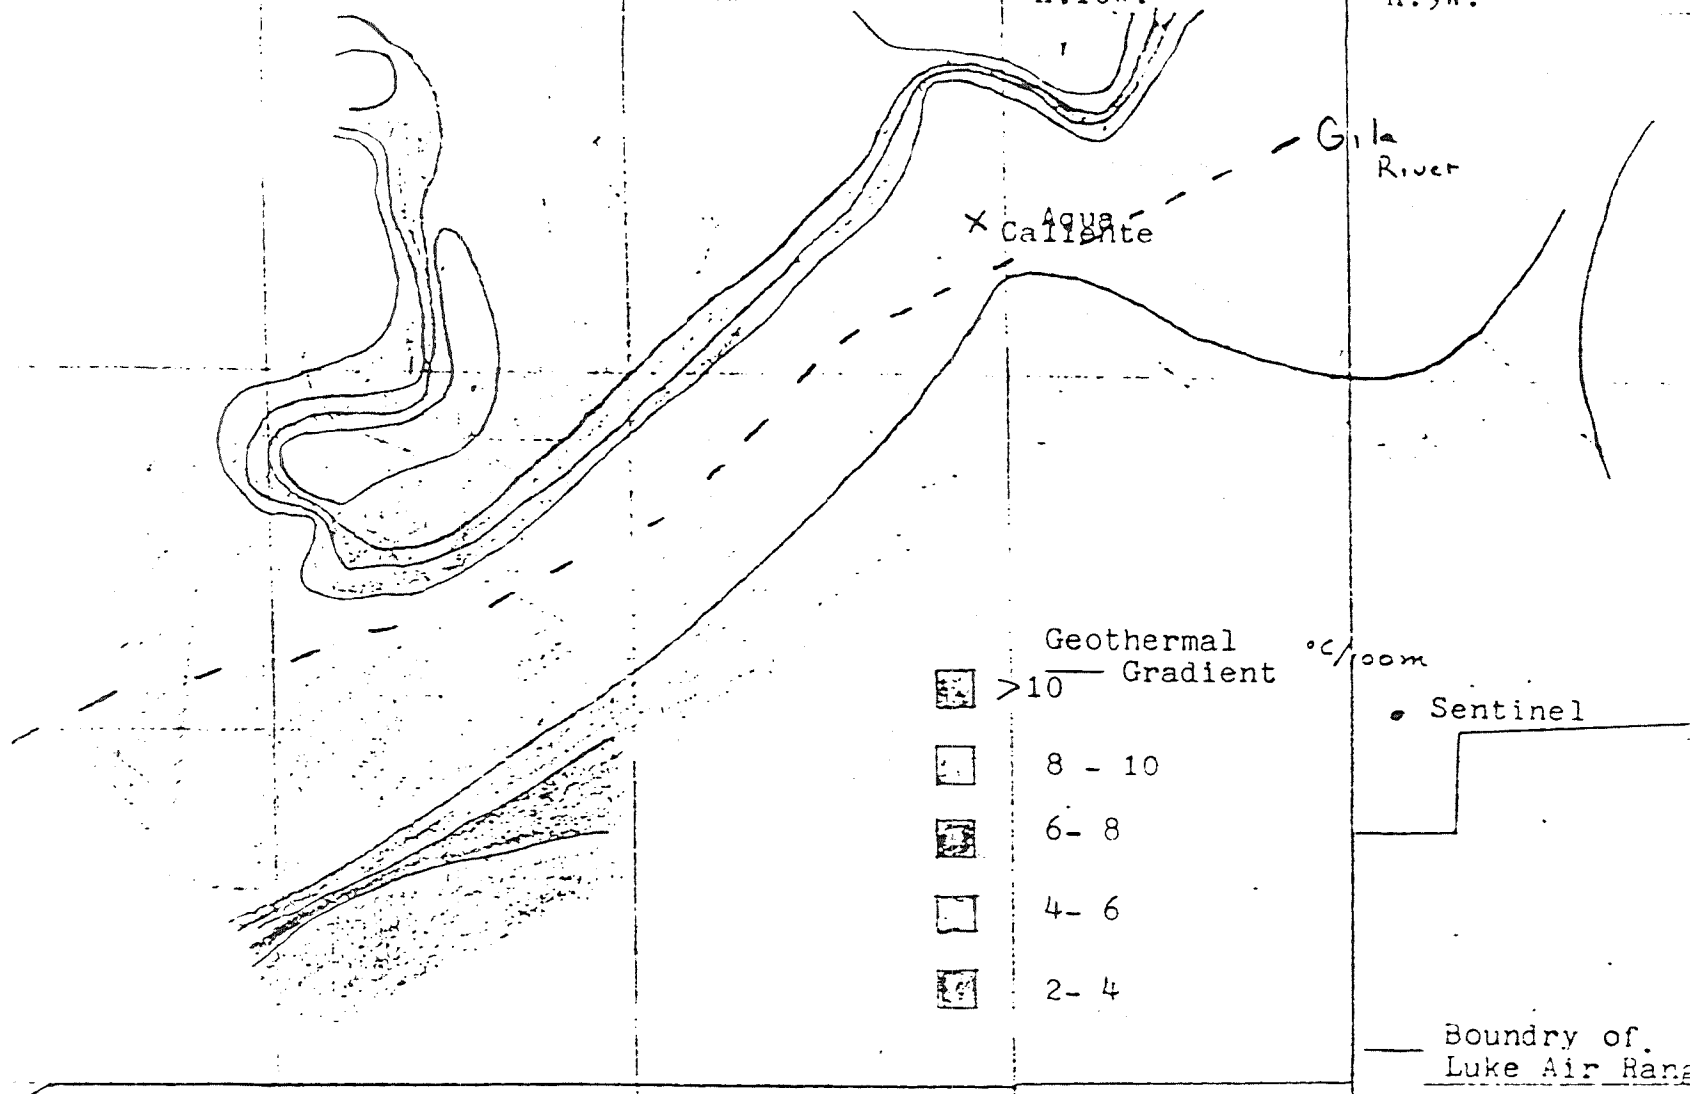 Gila
River
Aqua
Caliente
Geothermal °C/100m
Gradient
>10
8 - 10
6- 8
4- 6
2- 4
Sentinel
Boundry of
Luke Air